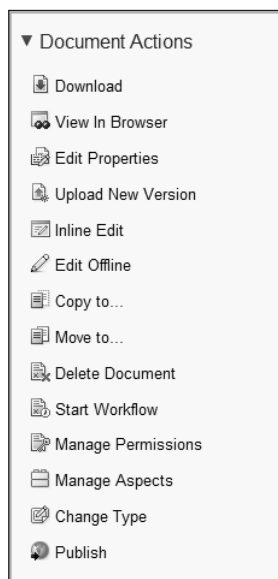 Document Actions
Download
View In Browser
Edit Properties
Upload New Version
Inline Edit
Edit Offline
Copy to...
Move to...
Delete Document
Start Workflow
Manage Permissions
Manage Aspects
Change Type
Publish